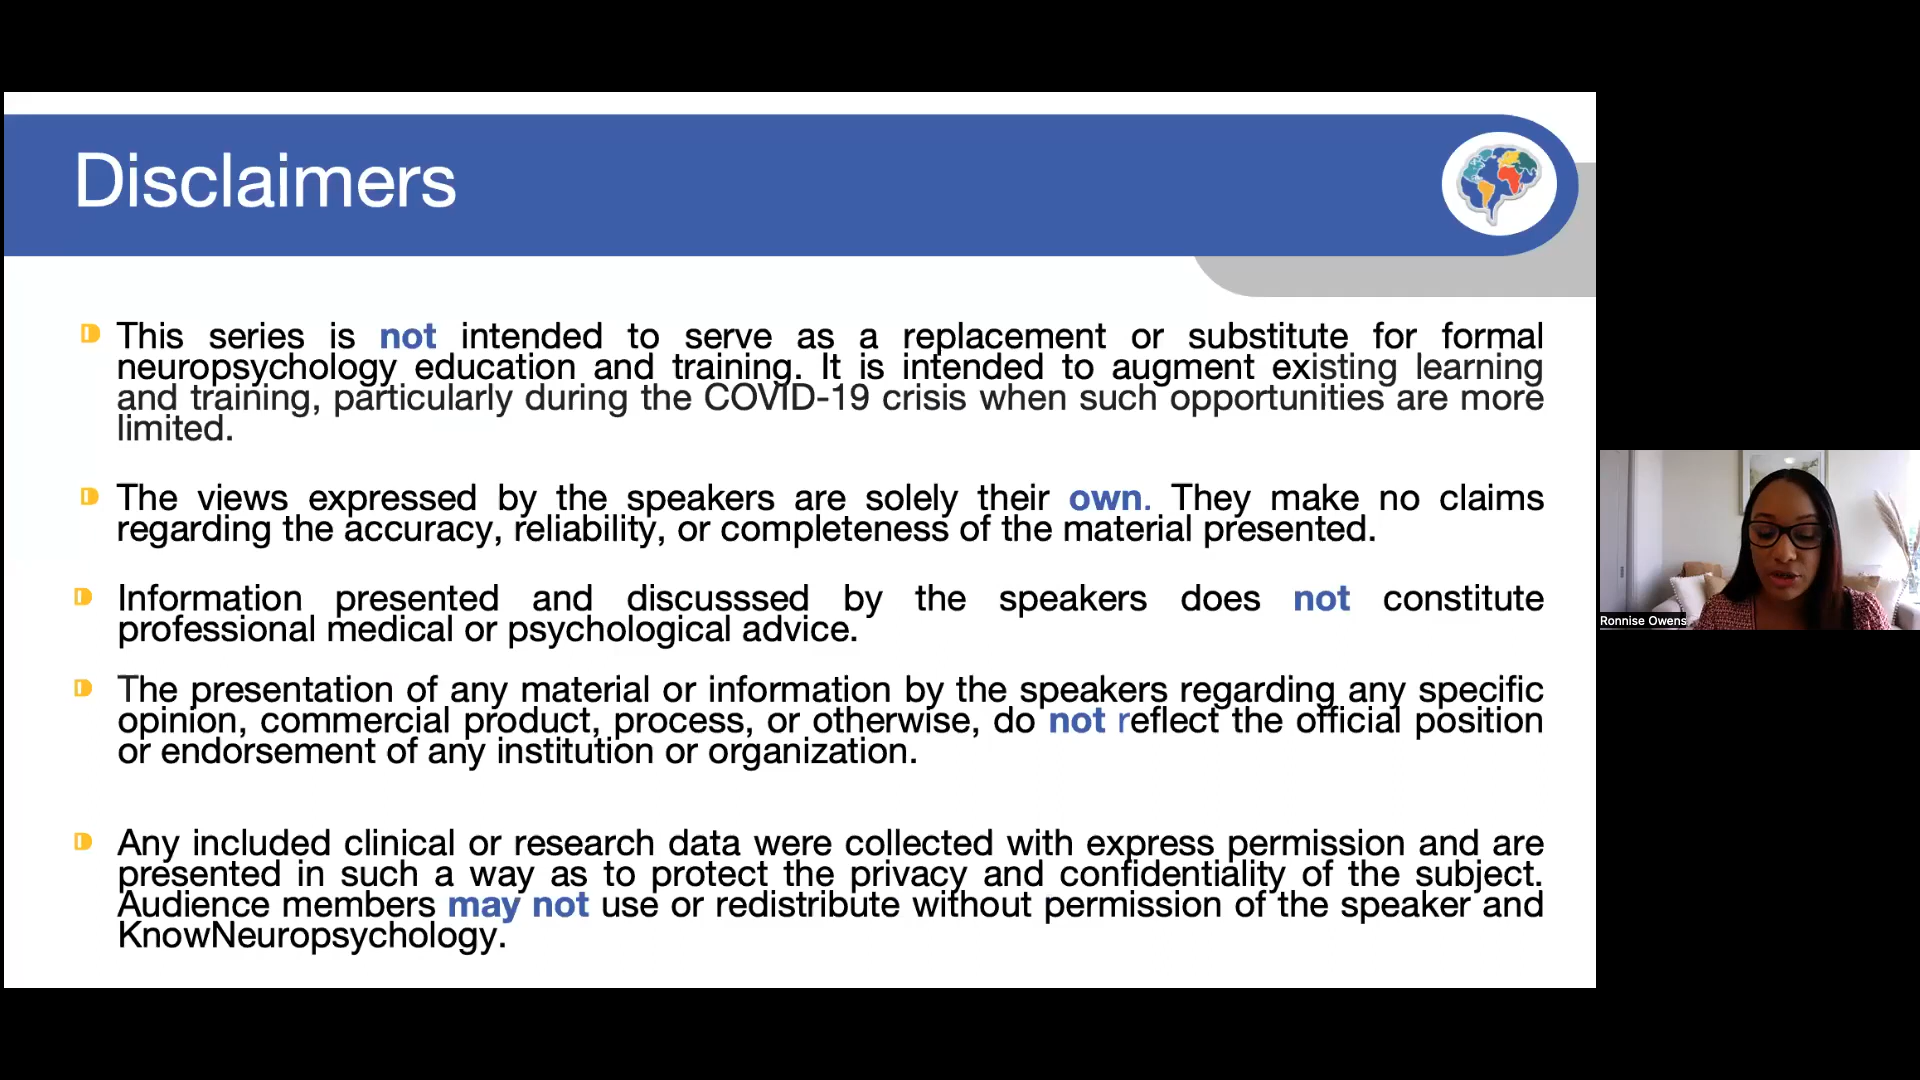 Disclaimers
This series is not intended to serve as a replacement or substitute for formal
neuropsychology education and training. It is intended to augment existing learning
and training, particularly during the COVID-19 crisis when such opportunities are more
limited.
The views expressed by the speakers are solely their own. They make no claims
regarding the accuracy, reliability, or completeness of the material presented.
Information presented and discusssed by the speakers does not constitute
professional medical or psychological advice.
The presentation of any material or information by the speakers regarding any specific
opinion, commercial product, process, or otherwise, do not reflect the official position
or endorsement of any institution or organization.
Any included clinical or research data were collected with express permission and are
presented in such a way as to protect the privacy and confidentiality of the subject.
Audience members may not use or redistribute without permission of the speaker and
KnowNeuropsychology.
Ronnise Owens